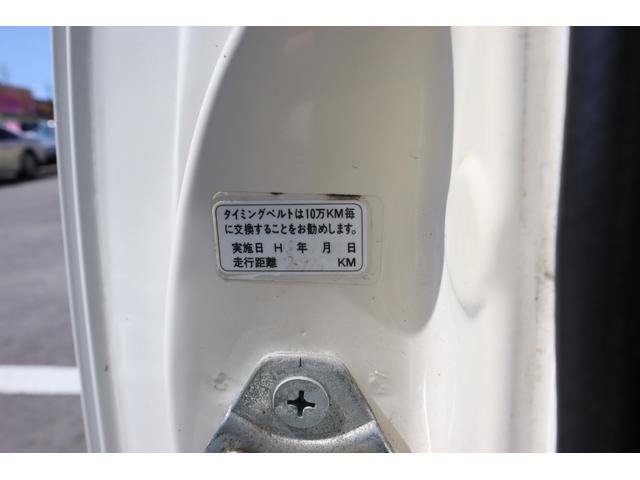 タイミングベルトは10万KM毎
に交換することをお勧めします。
実施日 H 年 月 日
走行距離 KM